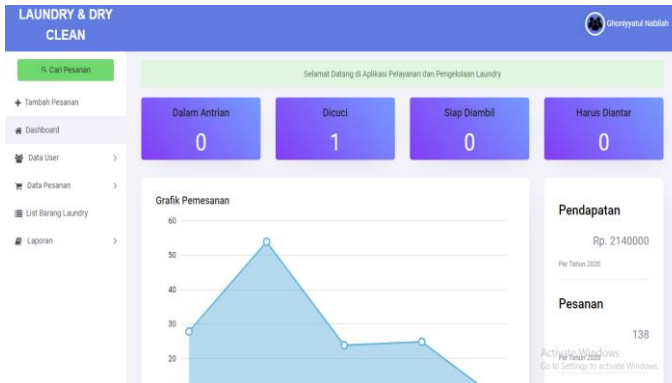 LAUNDRY & DRY
CLEAN
Ghoniyyatul Nabilah
Cari Pesanan
Selamat Datang di Aplikasi Pelayanan dan Pengelolaan Laundry
Tambah Pesanan
Dashboard
Data User
Data Pesanan
List Barang Laundry
Laporan
Dalam Antrian
0
Dicuci
1
Siap Diambil
0
Harus Diantar
0
Grafik Pemesanan
60
50
40
30
20
Pendapatan
Rp. 2140000
Per Tahun 2020
Pesanan
138
Per Tahun 2020
Activate Windows
Go to Settings to activate Windows.